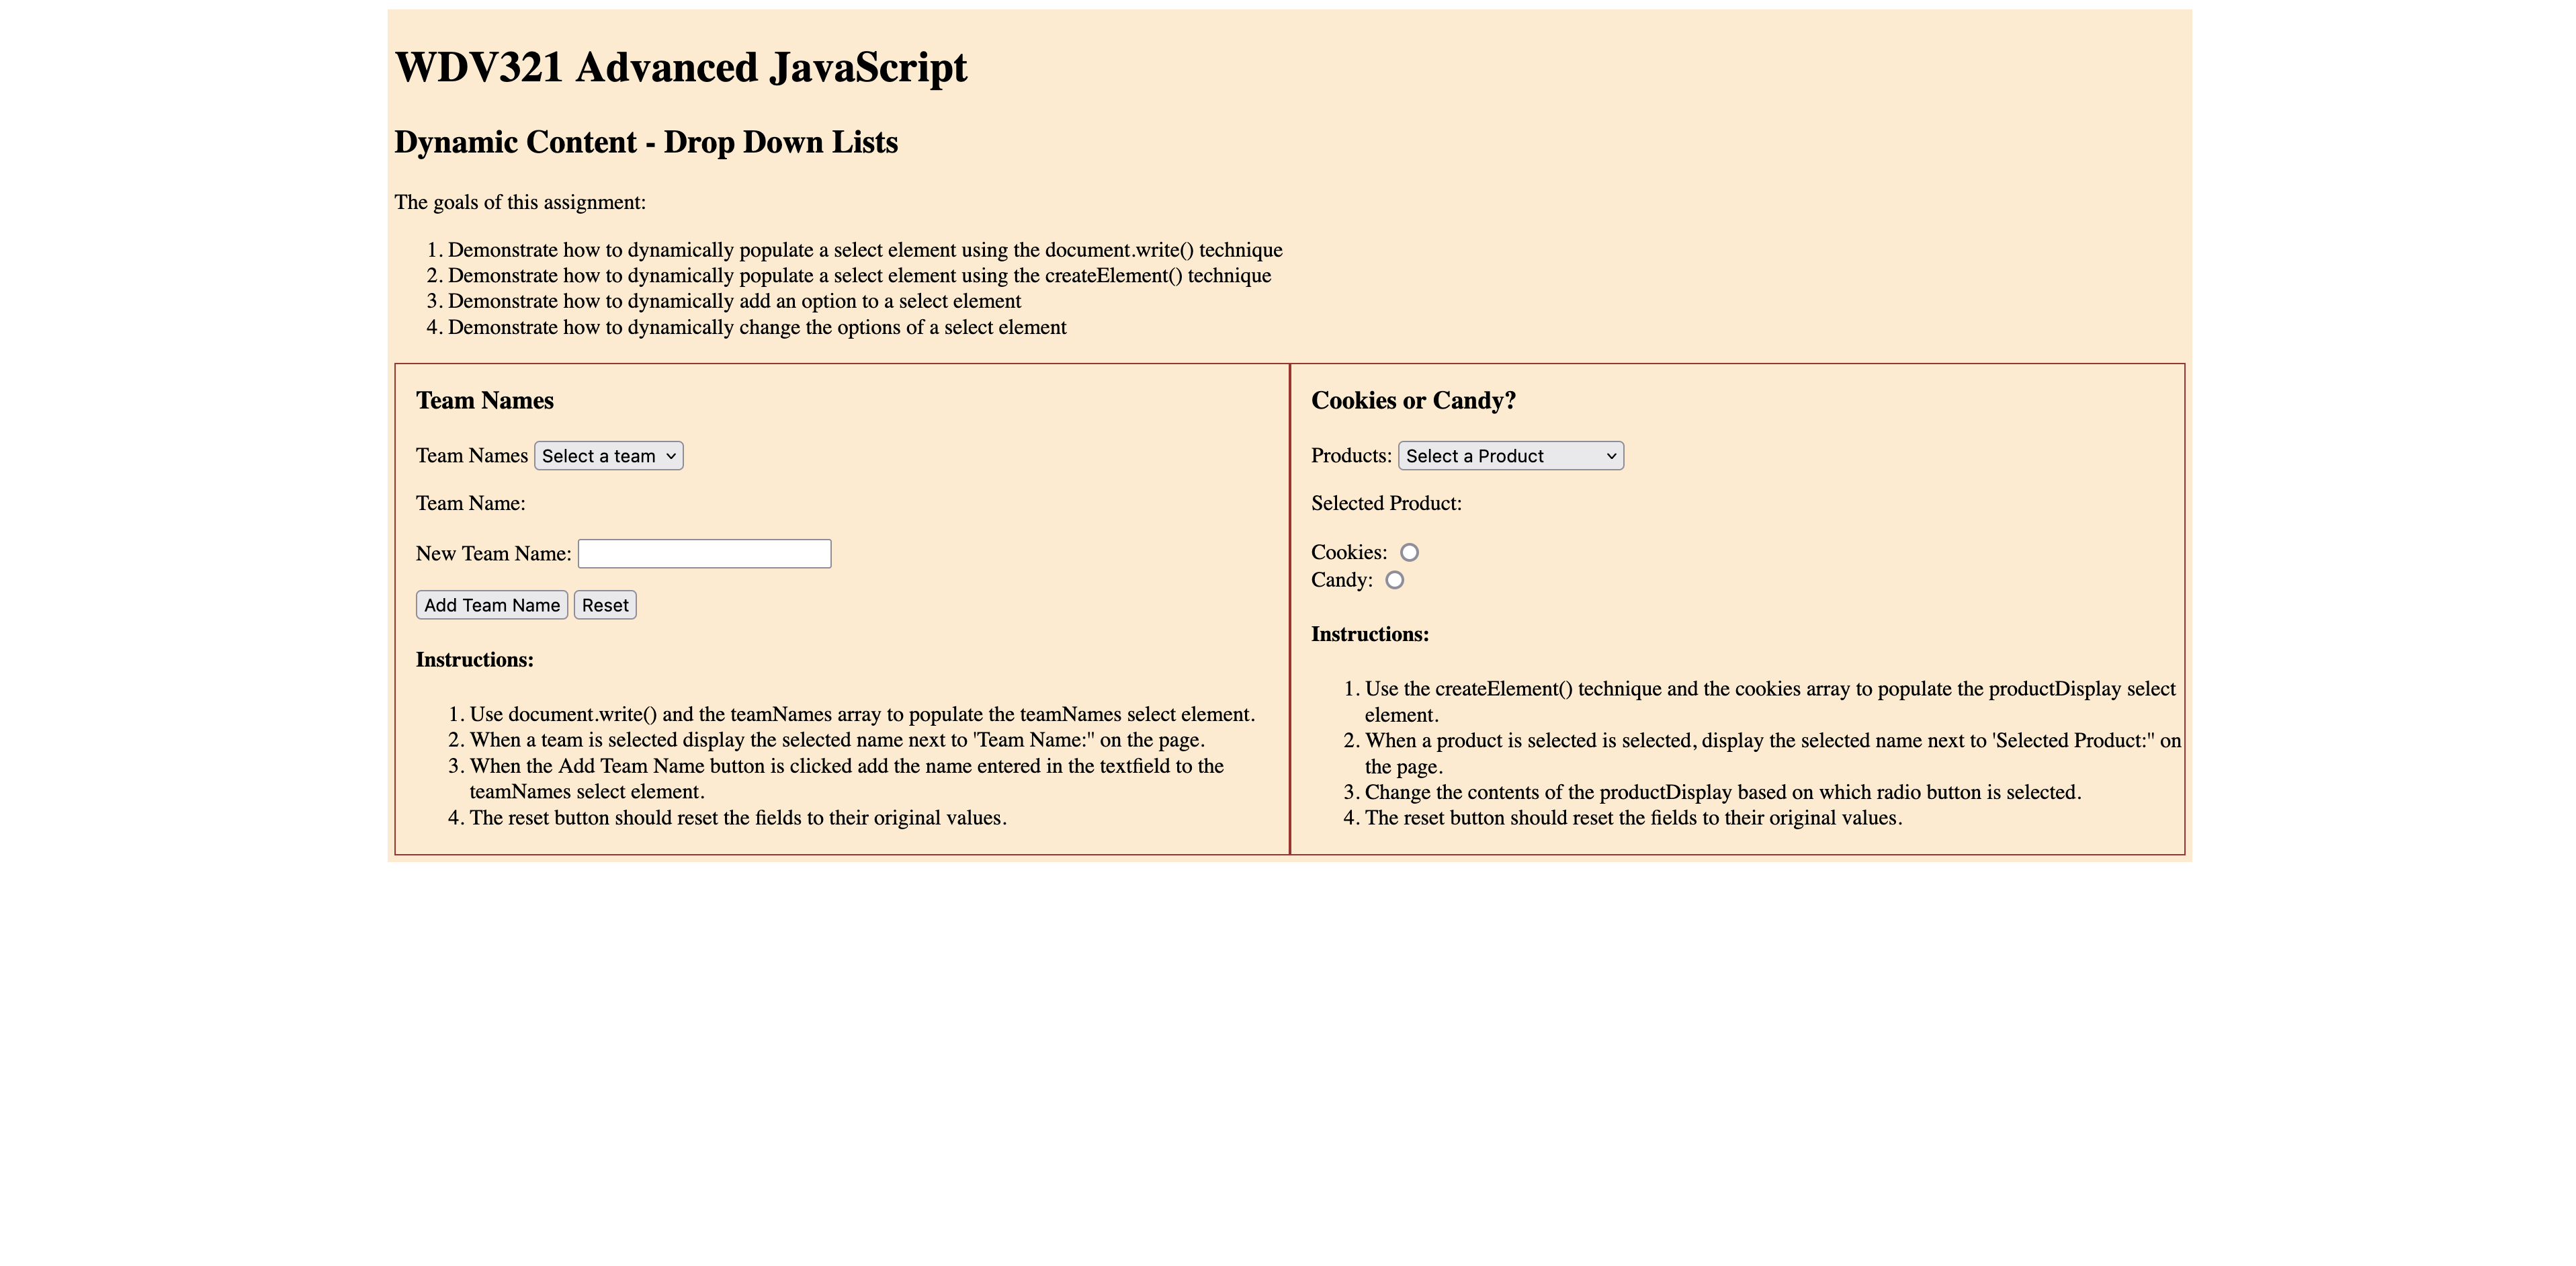 WDV321 Advanced JavaScript
Dynamic Content - Drop Down Lists
The goals of this assignment:
1. Demonstrate how to dynamically populate a select element using the document.write() technique
2. Demonstrate how to dynamically populate a select element using the createElement() technique
3. Demonstrate how to dynamically add an option to a select element
4. Demonstrate how to dynamically change the options of a select element
Team Names
Team Names Select a team
Team Name:
New Team Name:
Add Team Name Reset
Instructions:
1. Use document.write() and the teamNames array to populate the teamNames select element.
2. When a team is selected display the selected name next to 'Team Name:" on the page.
3. When the Add Team Name button is clicked add the name entered in the textfield to the
teamNames select element.
4. The reset button should reset the fields to their original values.
Cookies or Candy?
Products: Select a Product
Selected Product:
Cookies:
Candy:
Instructions:
1. Use the createElement() technique and the cookies array to populate the productDisplay select
element.
2. When a product is selected is selected, display the selected name next to 'Selected Product:" on
the page.
3. Change the contents of the productDisplay based on which radio button is selected.
4. The reset button should reset the fields to their original values.